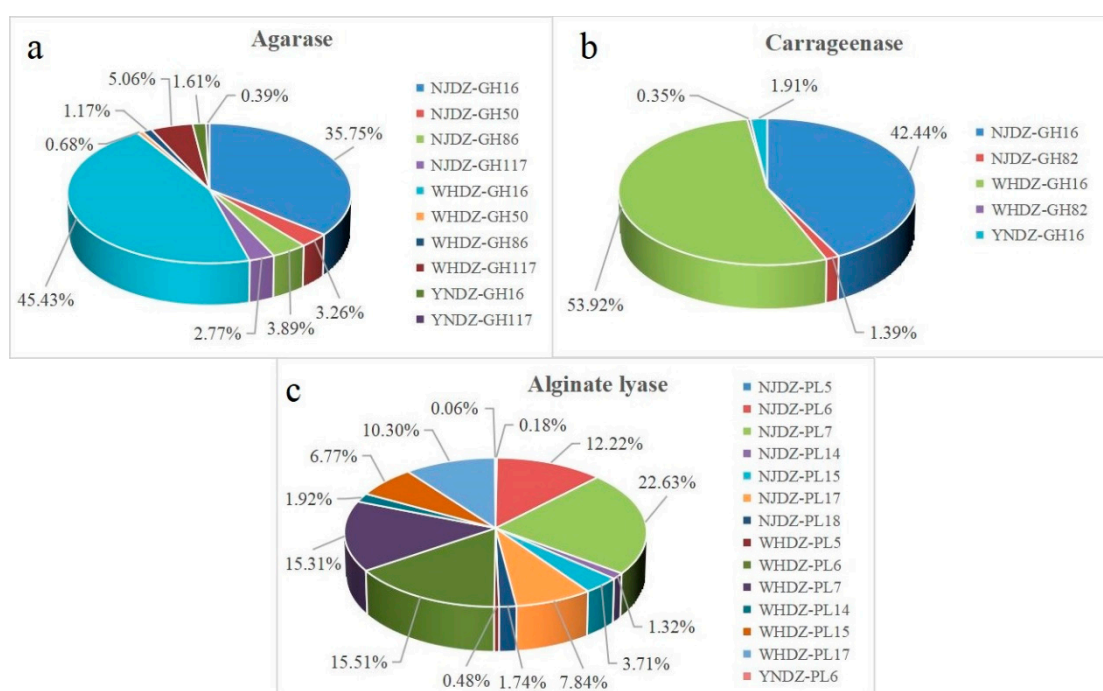 a
Agarase
5.06%
1.61%
0.39%
1.17%
0.68%
35.75%
45.43%
2.77%
3.89%
3.26%
NJDZ-GH16
NJDZ-GH50
NJDZ-GH86
NJDZ-GH117
WHDZ-GH16
WHDZ-GH50
WHDZ-GH86
WHDZ-GH117
YNDZ-GH16
YNDZ-GH117
b
Carrageenase
0.35%
1.91%
42.44%
53.92%
1.39%
NJDZ-GH16
NJDZ-GH82
WHDZ-GH16
WHDZ-GH82
YNDZ-GH16
c
Alginate lyase
0.06%
0.18%
10.30%
12.22%
6.77%
22.63%
1.92%
15.31%
1.32%
15.51%
3.71%
0.48%
1.74%
7.84%
NJDZ-PL5
NJDZ-PL6
NJDZ-PL7
NJDZ-PL14
NJDZ-PL15
NJDZ-PL17
NJDZ-PL18
WHDZ-PL5
WHDZ-PL6
WHDZ-PL7
WHDZ-PL14
WHDZ-PL15
WHDZ-PL17
YNDZ-PL6